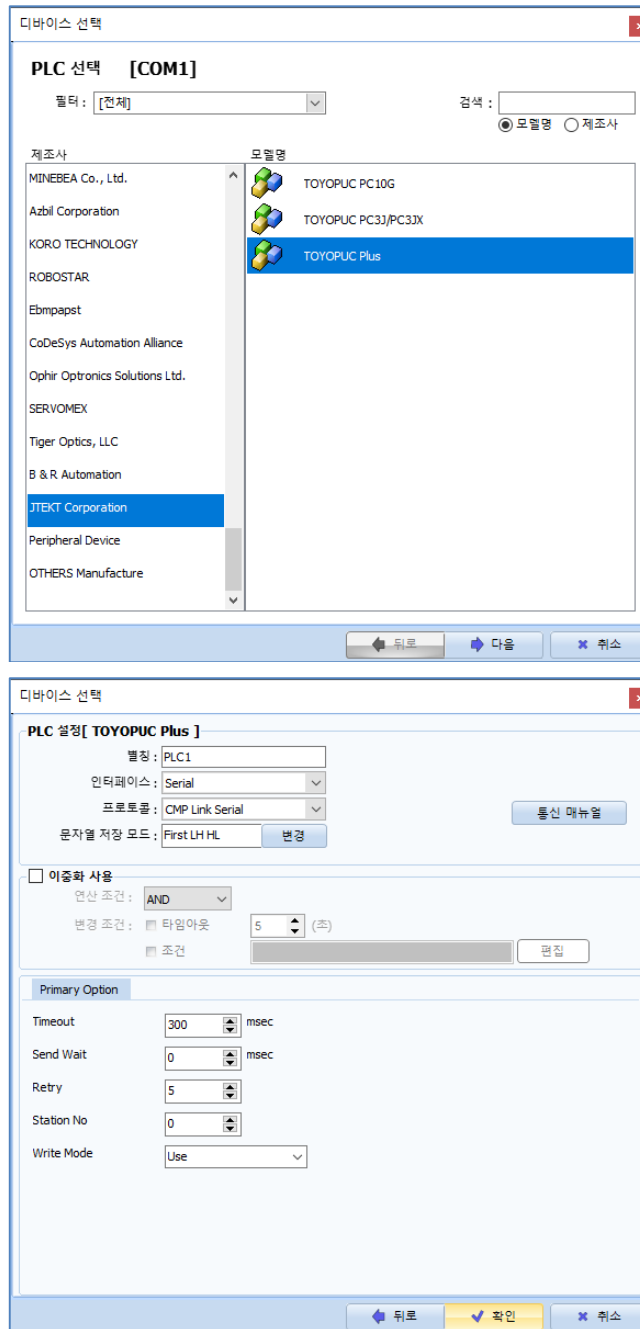 디바이스 선택
PLC 선택 [COM1]
필터 : [전체] 검색 :
모델명 제조사
제조사 모델명
MINEBEA Co., Ltd.
Azbil Corporation
KORO TECHNOLOGY
ROBOSTAR
Ebmpapst
CoDeSys Automation Alliance
Ophir Optronics Solutions Ltd.
SERVOMEX
Tiger Optics, LLC
B & R Automation
JTEKT Corporation
Peripheral Device
OTHERS Manufacture
TOYOPUC PC10G
TOYOPUC PC3J/PC3JX
TOYOPUC Plus
뒤로 다음 취소
디바이스 선택
PLC 설정[ TOYOPUC Plus ]
별칭 : PLC1
인터페이스 : Serial
프로토콜 : CMP Link Serial 통신 매뉴얼
문자열 저장 모드 : First LH HL 변경
이중화 사용
연산 조건 : AND
변경 조건 : 타임아웃 5 (초)
조건 편집
Primary Option
Timeout 300 msec
Send Wait 0 msec
Retry 5
Station No 0
Write Mode Use
뒤로 확인 취소